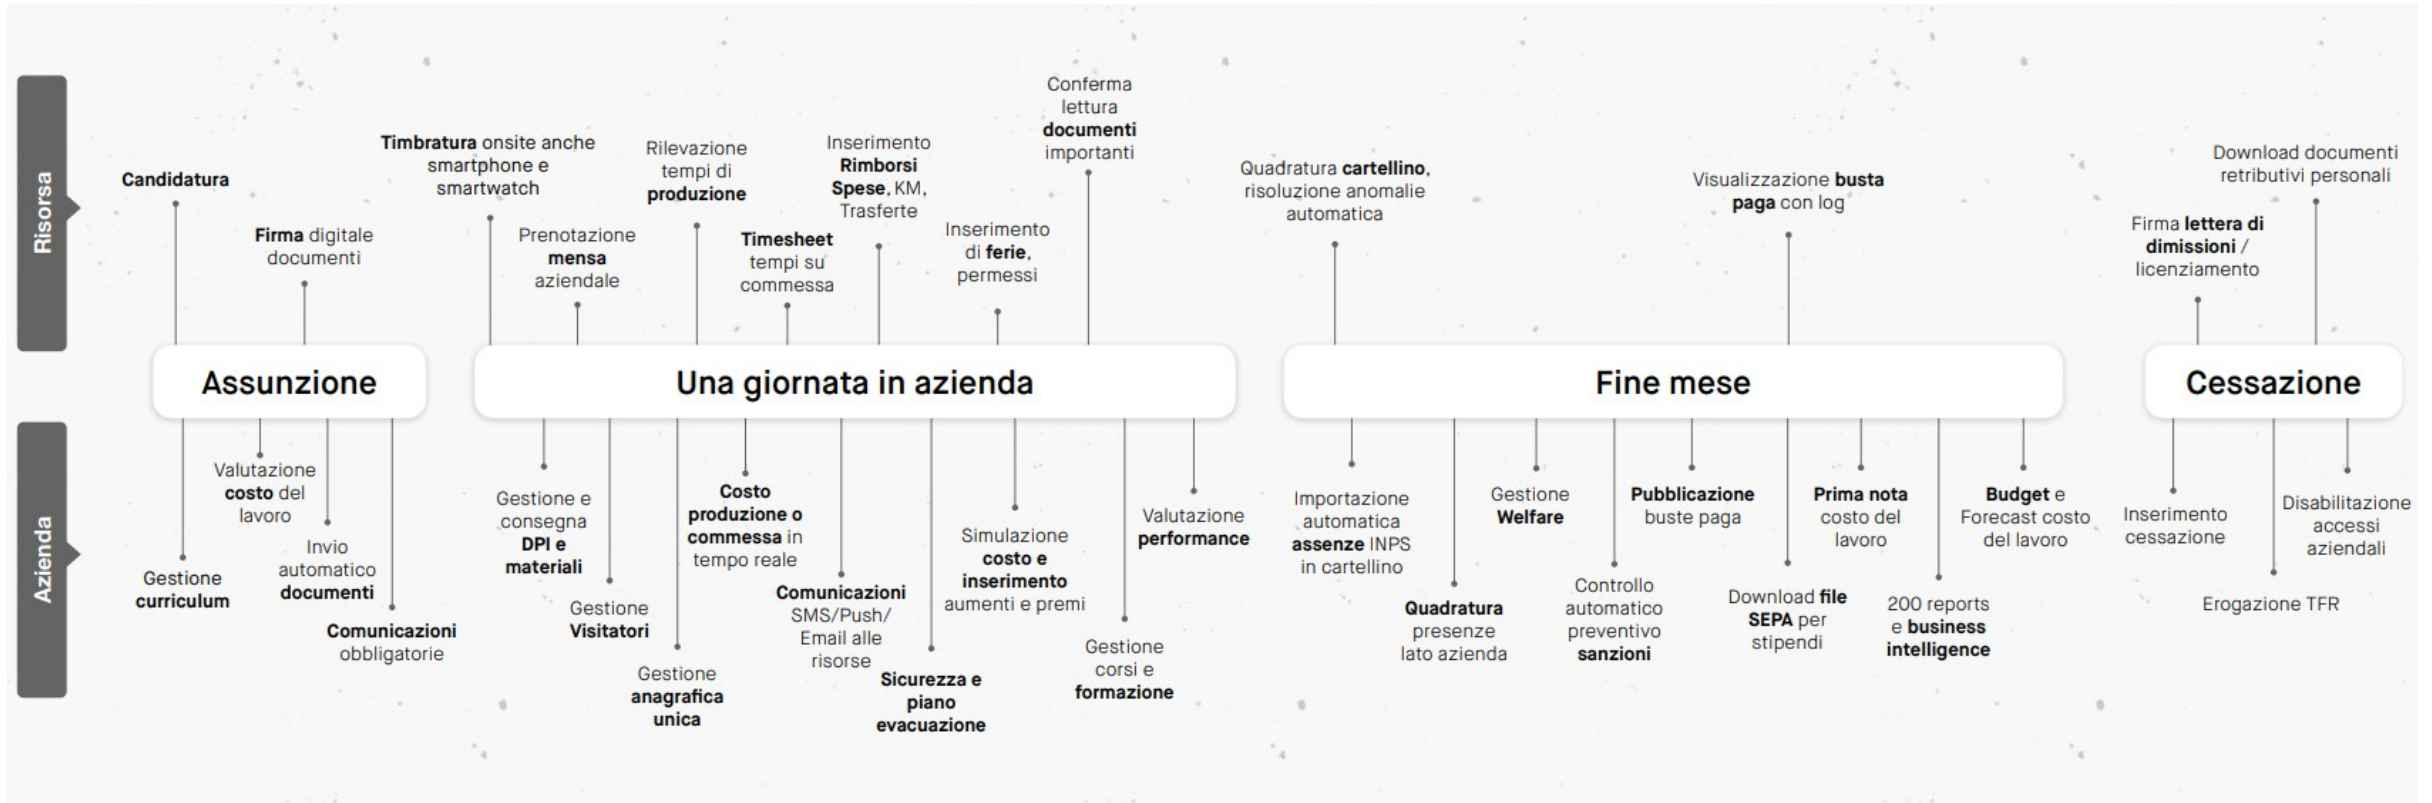 Risorsa
Candidatura
Firma digitale
documenti
Timbratura onsite anche
smartphone e
smartwatch
Prenotazione
mensa
aziendale
Rilevazione
tempi di
produzione
Timesheet
tempi su
commessa
Inserimento
Rimborsi
Spese, KM,
Trasferte
Inserimento
di ferie,
permessi
Conferma
lettura
documenti
importanti
Quadratura cartellino,
risoluzione anomalie
automatica
Visualizzazione busta
paga con log
Firma lettera di
dimissioni /
licenziamento
Download documenti
retributivi personali
Assunzione
Una giornata in azienda
Fine mese
Cessazione
Azienda
Gestione
curriculum
Valutazione
costo del
lavoro
Invio
automatico
documenti
Comunicazioni
obbligatorie
Gestione e
consegna
DPI e
materiali
Gestione
Visitatori
Gestione
anagrafica
unica
Costo
produzione o
commessa in
tempo reale
Comunicazioni
SMS/Push/
Email alle
risorse
Sicurezza e
piano
evacuazione
Simulazione
costo e
inserimento
aumenti e premi
Gestione
corsi e
formazione
Valutazione
performance
Importazione
automatica
assenze INPS
in cartellino
Quadratura
presenze
lato azienda
Gestione
Welfare
Controllo
automatico
preventivo
sanzioni
Pubblicazione
buste paga
Download file
SEPA per
stipendi
Prima nota
costo del
lavoro
200 reports
e business
intelligence
Budget e
Forecast costo
del lavoro
Inserimento
cessazione
Erogazione TFR
Disabilitazione
accessi
aziendali